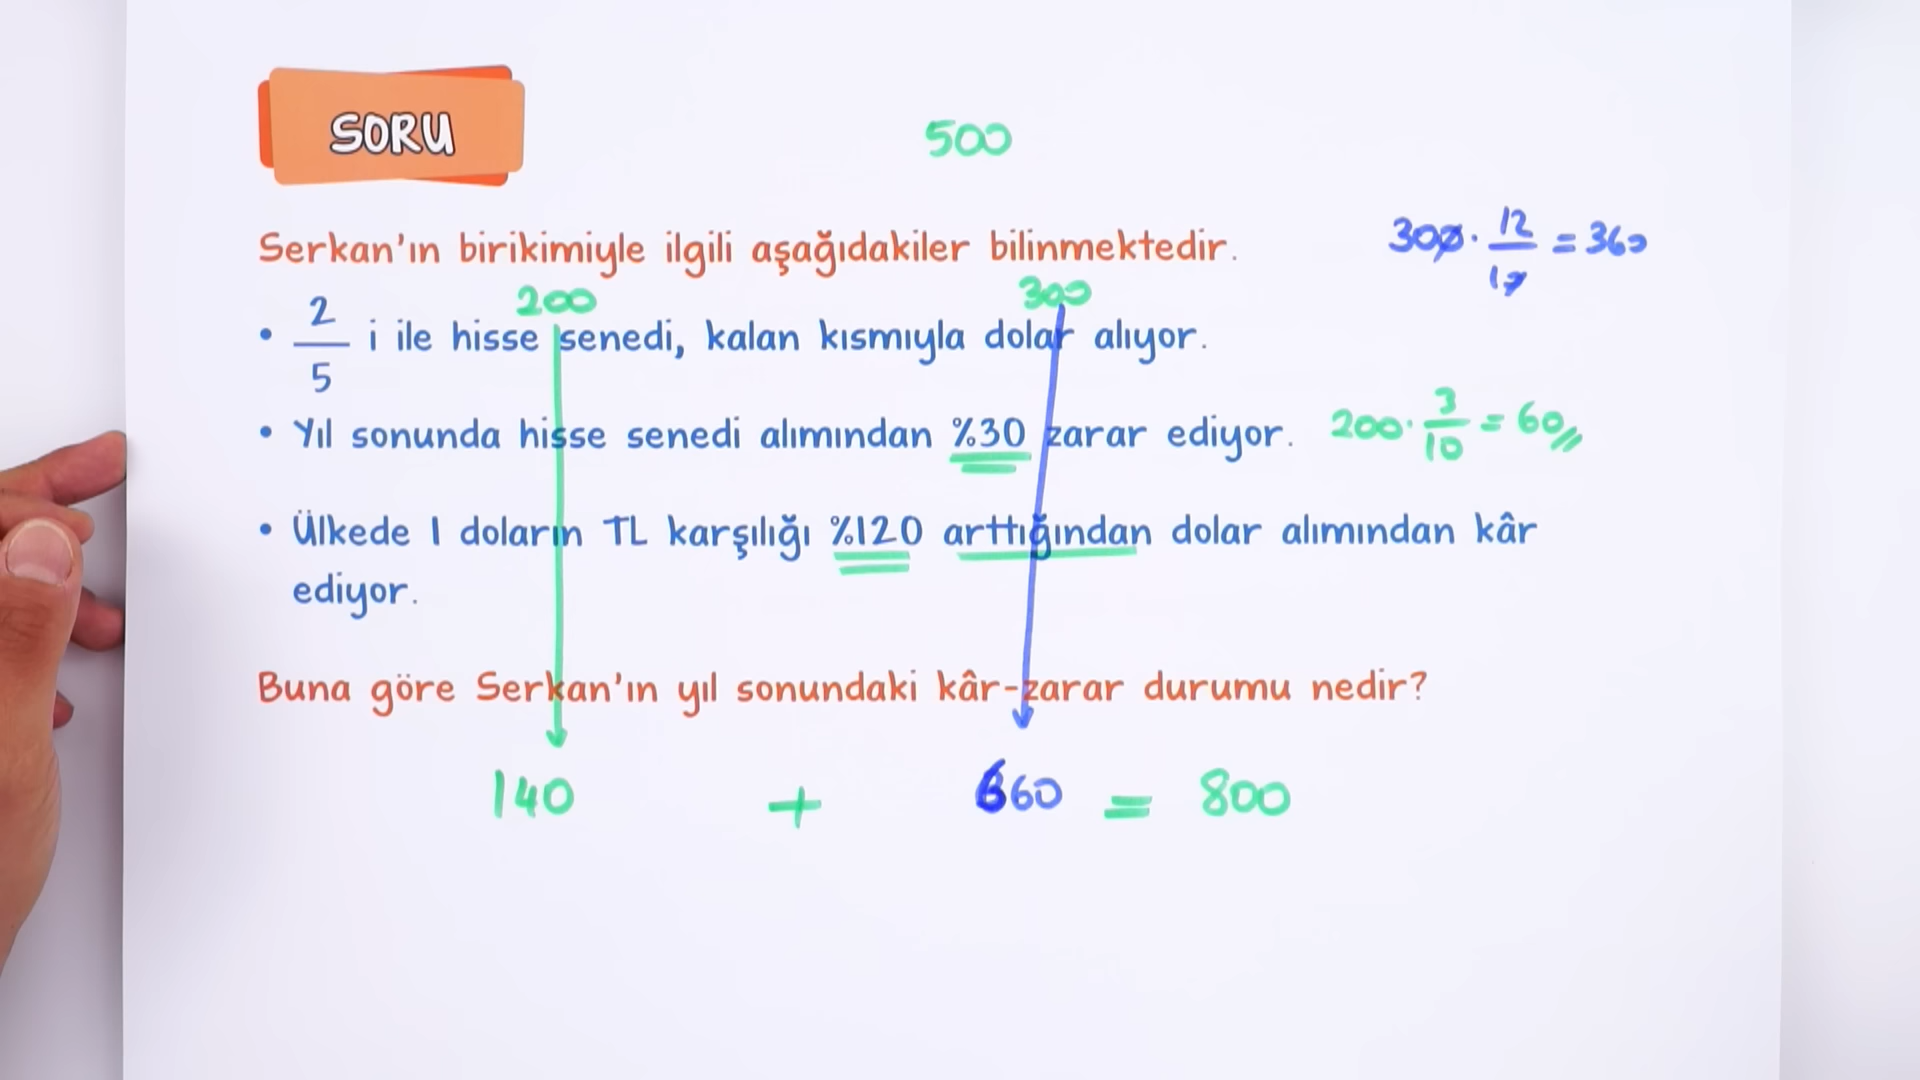 SORU
500
Serkan'ın birikimiyle ilgili aşağıdakiler bilinmektedir.
300 · 12/10 = 360
200
300
• 2/5 i ile hisse senedi, kalan kısmıyla dolar alıyor.
• Yıl sonunda hisse senedi alımından %30 zarar ediyor.
200 · 3/10 = 60
• Ülkede 1 doların TL karşılığı %120 arttığından dolar alımından kâr
ediyor.
Buna göre Serkan'ın yıl sonundaki kâr-zarar durumu nedir?
140 + 660 = 800